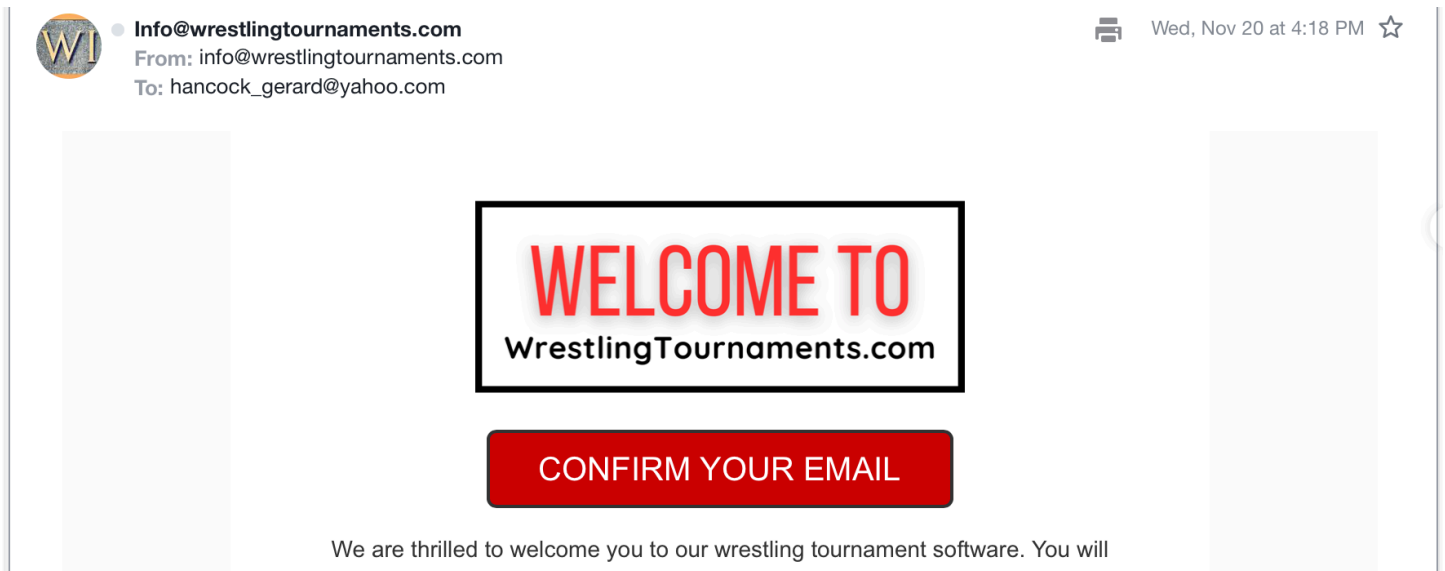 WI
Info@wrestlingtournaments.com
Wed, Nov 20 at 4:18 PM
From: info@wrestlingtournaments.com
To: hancock_gerard@yahoo.com
WELCOME TO
WrestlingTournaments.com
CONFIRM YOUR EMAIL
We are thrilled to welcome you to our wrestling tournament software. You will